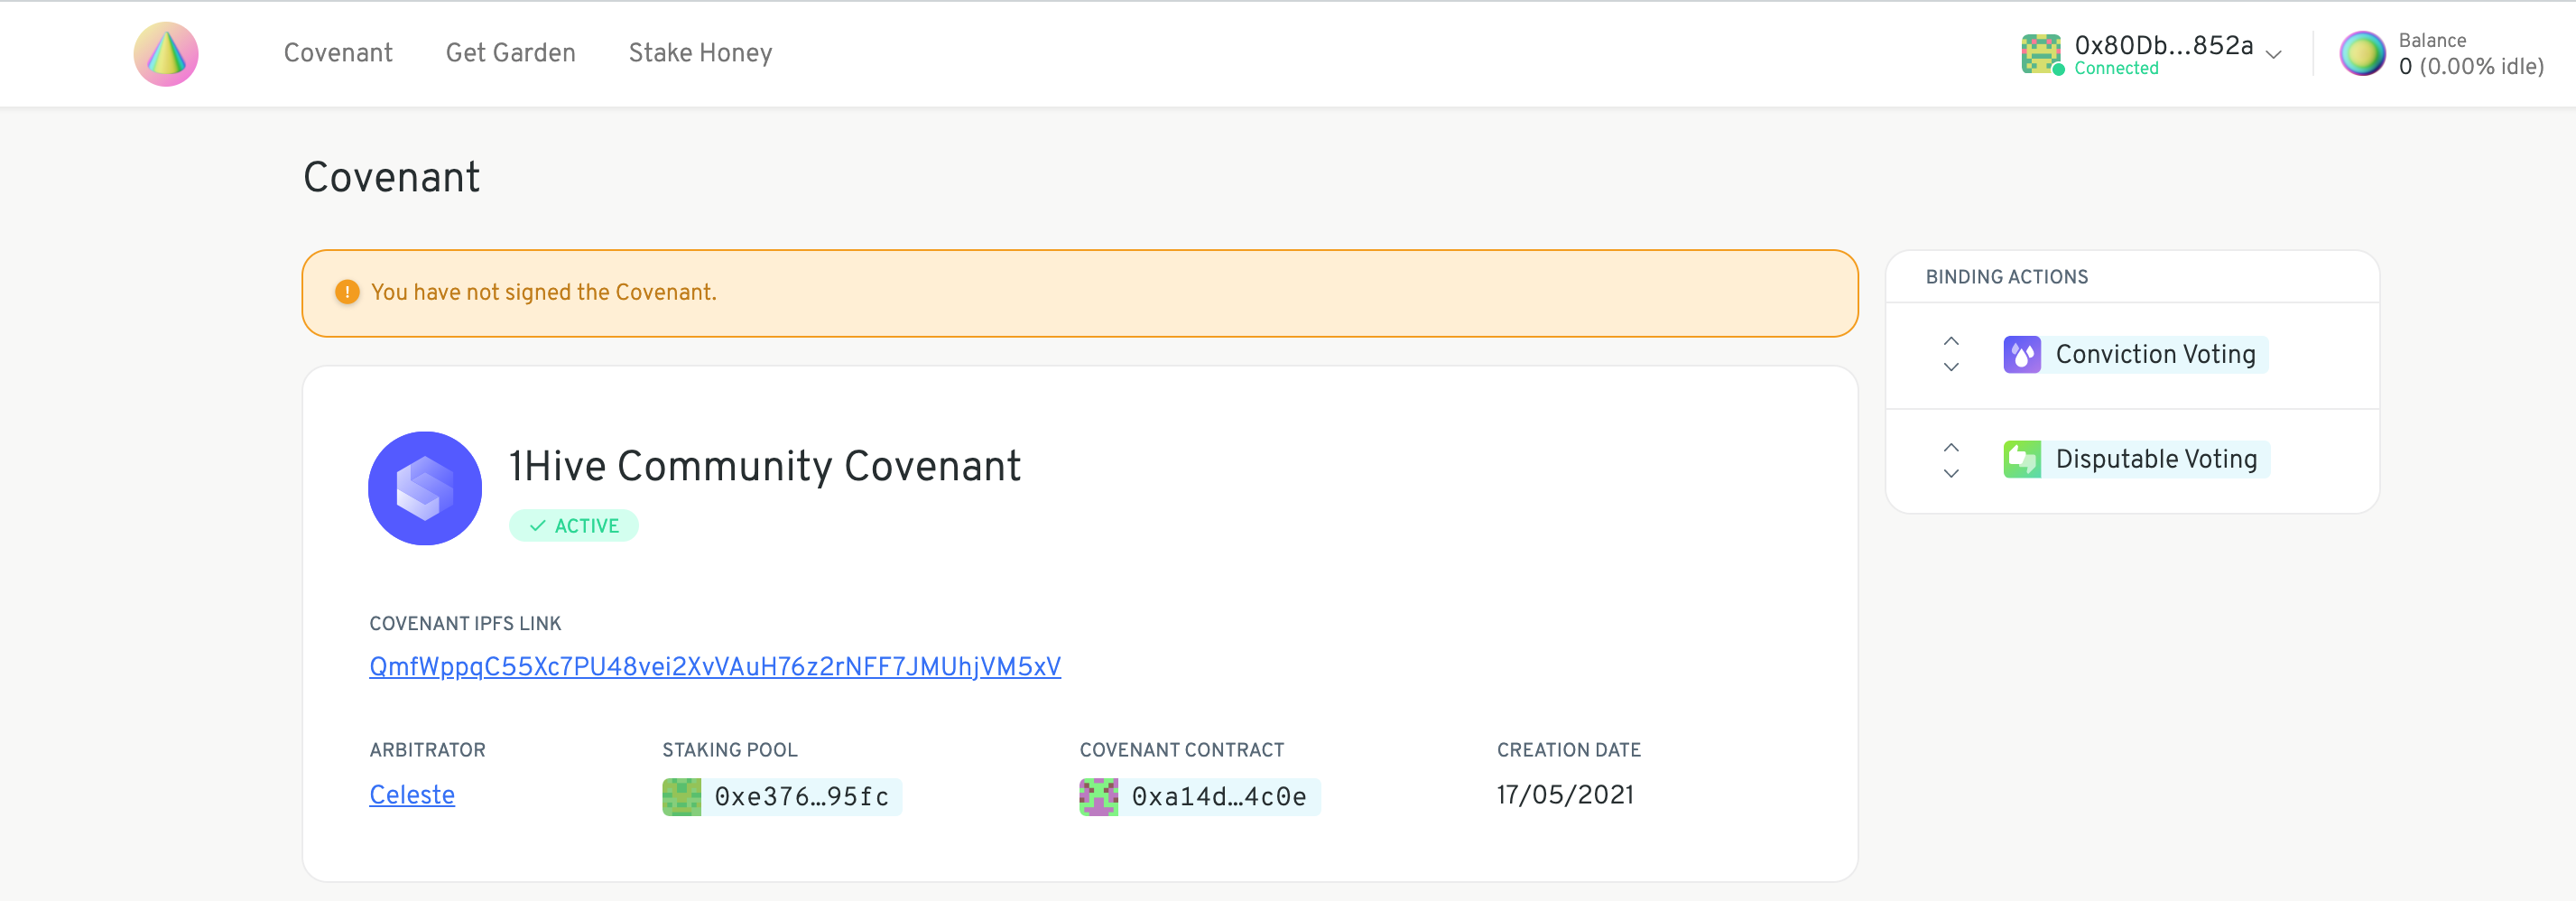 Covenant
Get Garden
Stake Honey
0x80Db...852a
Connected
Balance
0 (0.00% idle)
Covenant
You have not signed the Covenant.
BINDING ACTIONS
Conviction Voting
Disputable Voting
1Hive Community Covenant
ACTIVE
COVENANT IPFS LINK
QmfWppqC55Xc7PU48vei2XvVAuH76z2rNFF7JMUhjVM5xV
ARBITRATOR
Celeste
STAKING POOL
0xe376…95fc
COVENANT CONTRACT
0xa14d…4c0e
CREATION DATE
17/05/2021